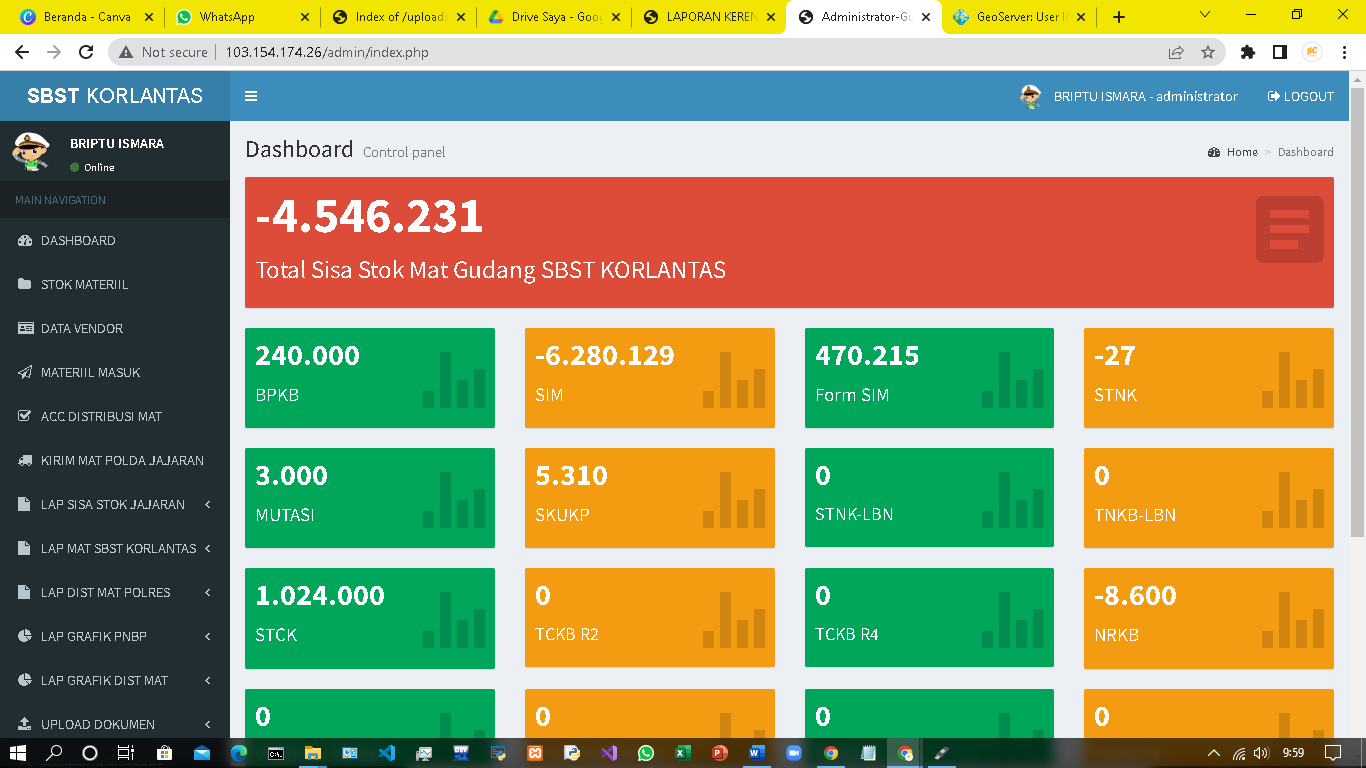 Beranda - Canva
WhatsApp
Index of /uploads
Drive Saya - Goog
LAPORAN KEREN
Administrator-Gu
GeoServer: User I
Not secure
103.154.174.26/admin/index.php
SBST KORLANTAS
BRIPTU ISMARA - administrator
LOGOUT
BRIPTU ISMARA
Online
MAIN NAVIGATION
DASHBOARD
STOK MATERIIL
DATA VENDOR
MATERIIL MASUK
ACC DISTRIBUSI MAT
KIRIM MAT POLDA JAJARAN
LAP SISA STOK JAJARAN
LAP MAT SBST KORLANTAS
LAP DIST MAT POLRES
LAP GRAFIK PNBP
LAP GRAFIK DIST MAT
UPLOAD DOKUMEN
Dashboard Control panel
Home > Dashboard
-4.546.231
Total Sisa Stok Mat Gudang SBST KORLANTAS
240.000
BPKB
-6.280.129
SIM
470.215
Form SIM
-27
STNK
3.000
MUTASI
5.310
SKUKP
0
STNK-LBN
0
TNKB-LBN
1.024.000
STCK
0
TCKB R2
0
TCKB R4
-8.600
NRKB
0
0
0
0
9:59